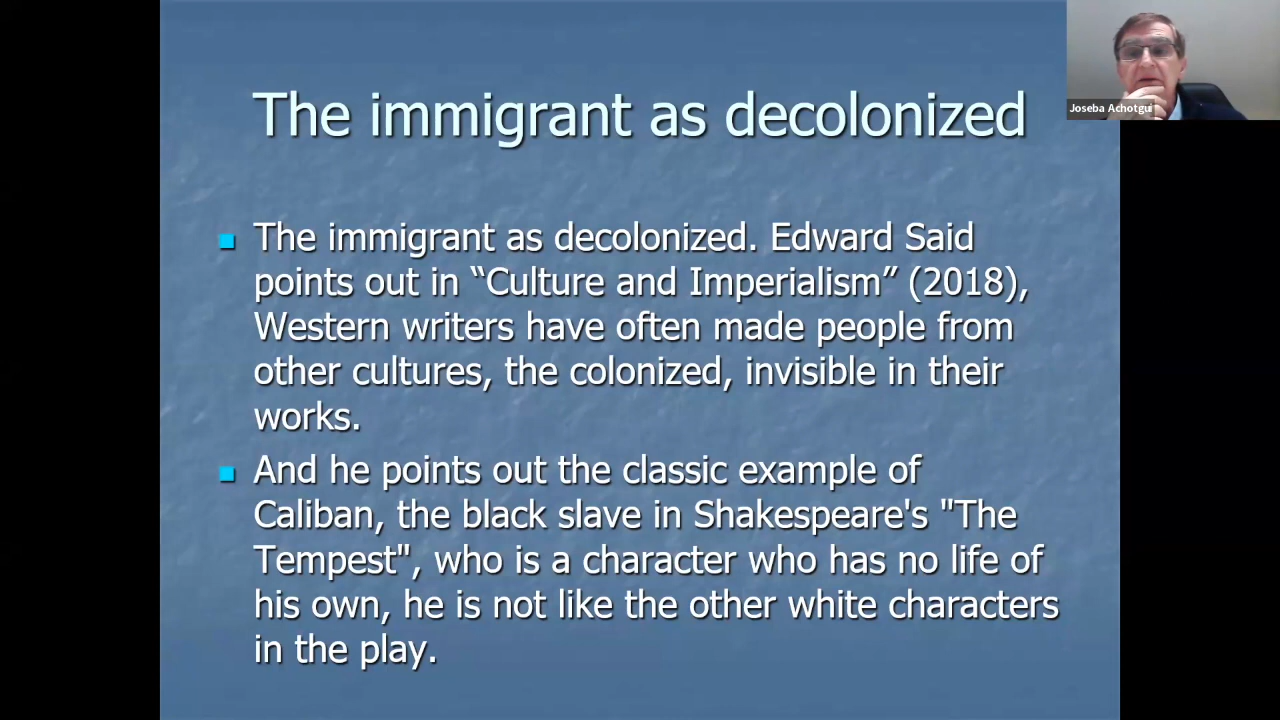 The immigrant as decolonized
Joseba Achotgui
The immigrant as decolonized. Edward Said
points out in “Culture and Imperialism” (2018),
Western writers have often made people from
other cultures, the colonized, invisible in their
works.
And he points out the classic example of
Caliban, the black slave in Shakespeare's "The
Tempest", who is a character who has no life of
his own, he is not like the other white characters
in the play.